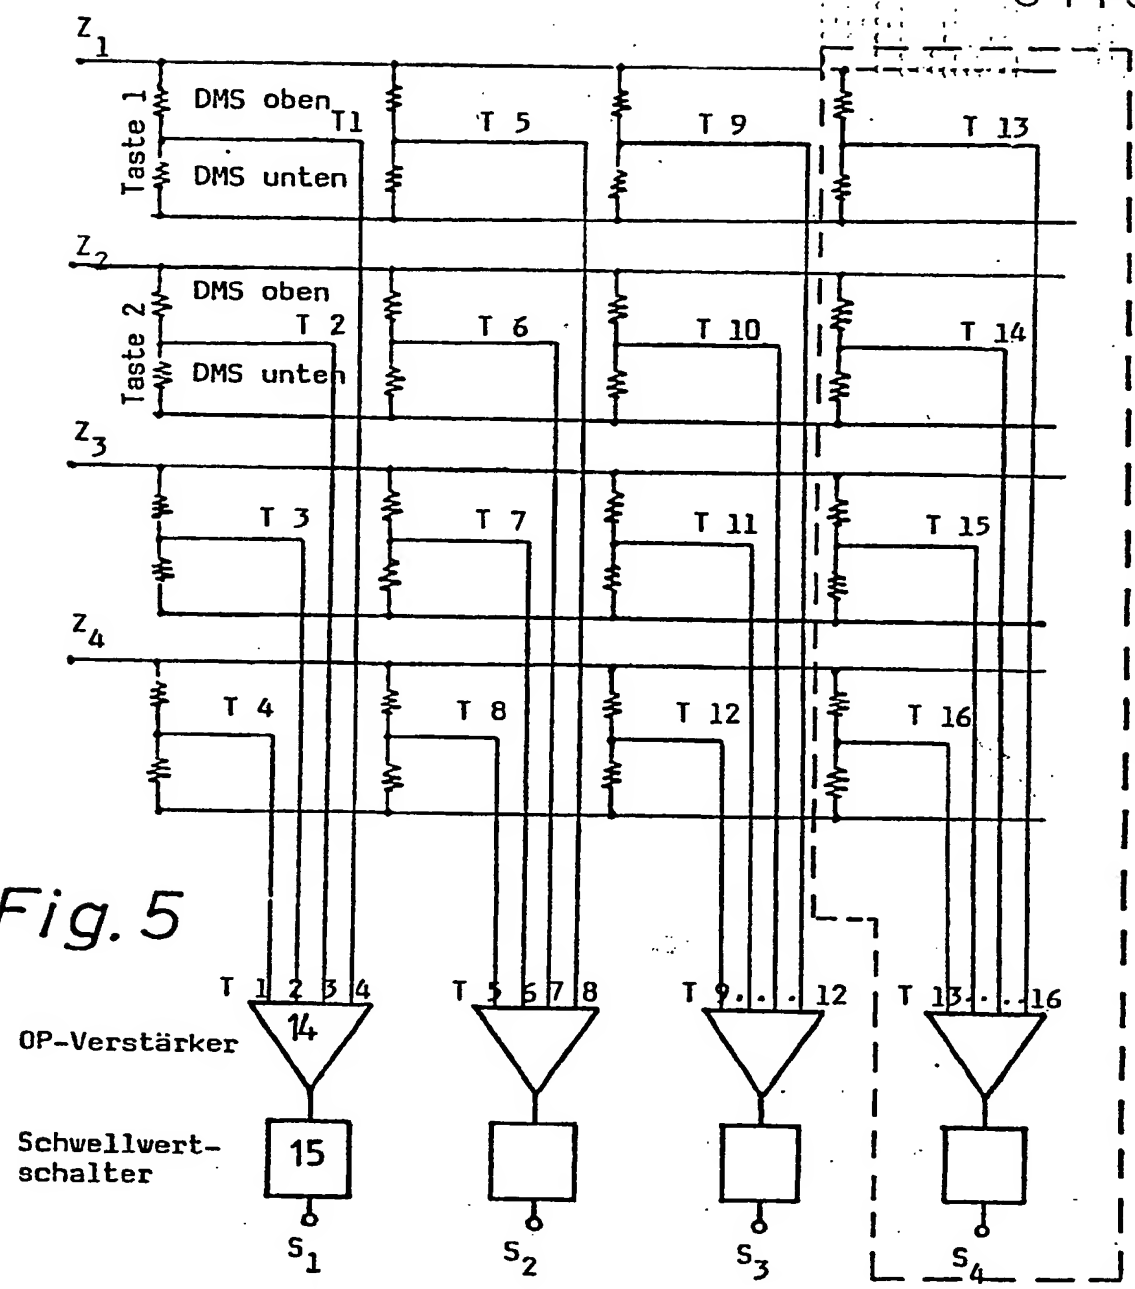 Z1
Taste 1
DMS oben
T1
T 5
T 9
T 13
DMS unten
Z2
Taste 2
DMS oben
T 2
T 6
T 10
T 14
DMS unten
Z3
T 3
T 7
T 11
T 15
Z4
T 4
T 8
T 12
T 16
Fig. 5
T 1 2 3 4
T 5 6 7 8
T 9 . . . 12
T 13 . . . 16
OP-Verstärker
14
Schwellwert-
schalter
15
S1
S2
S3
S4